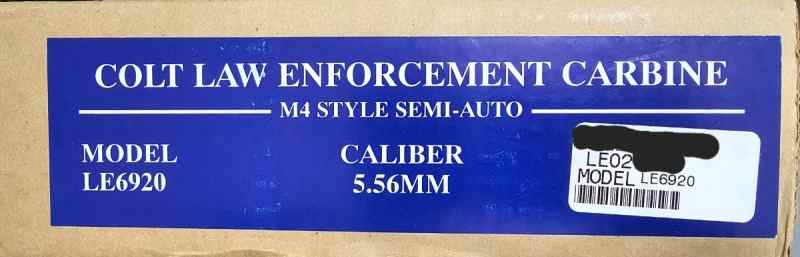 COLT LAW ENFORCEMENT CARBINE
M4 STYLE SEMI-AUTO
MODEL
LE6920
CALIBER
5.56MM
LE02
MODEL LE6920